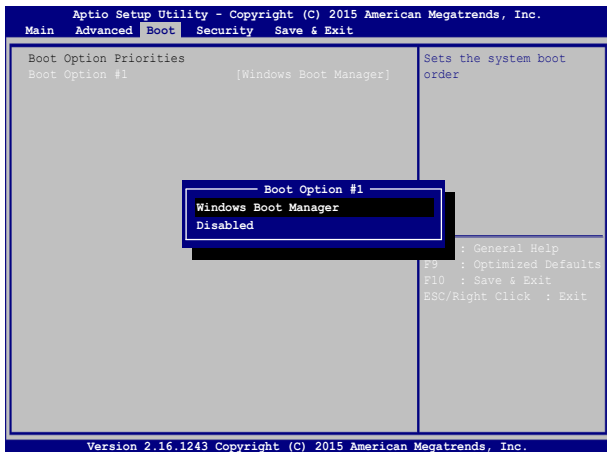 Aptio Setup Utility - Copyright (C) 2015 American Megatrends, Inc.
Main Advanced Boot Security Save & Exit
Boot Option Priorities
Boot Option #1 [Windows Boot Manager]
Sets the system boot
order
Boot Option #1
Windows Boot Manager
Disabled
: General Help
F9 : Optimized Defaults
F10 : Save & Exit
ESC/Right Click : Exit
Version 2.16.1243 Copyright (C) 2015 American Megatrends, Inc.